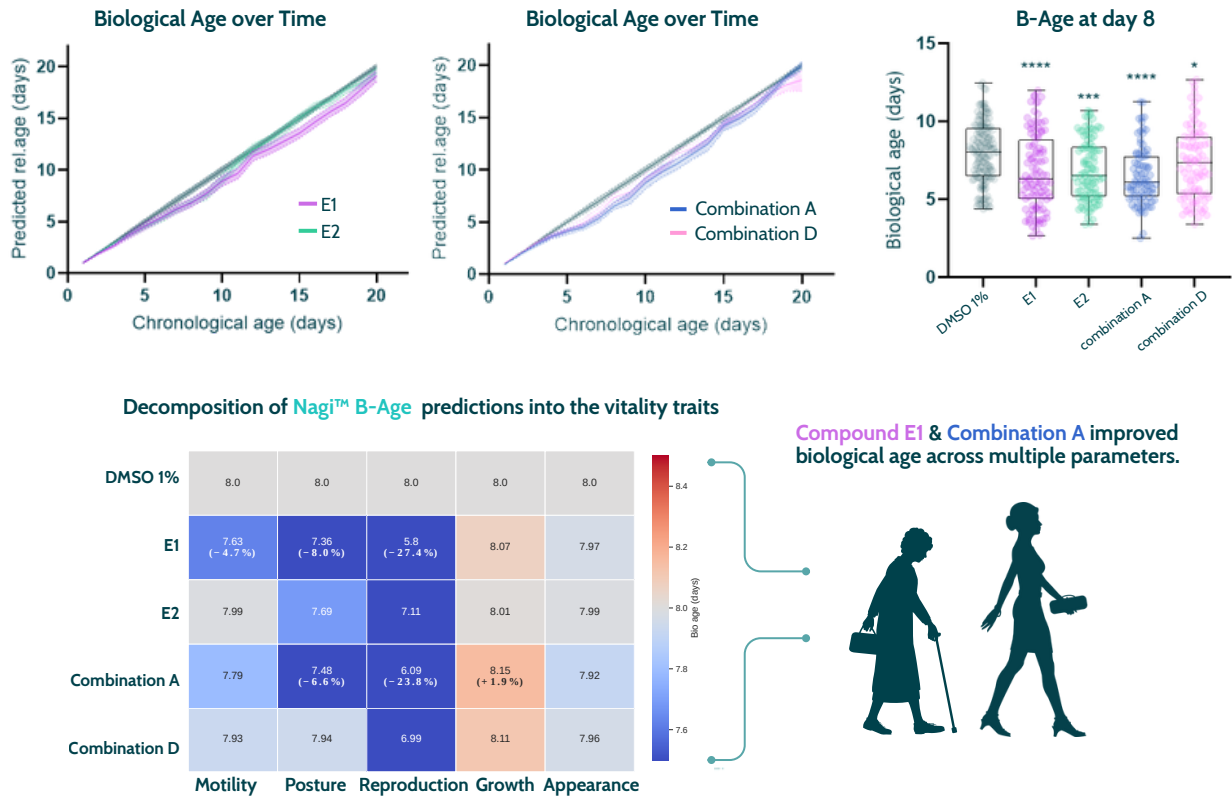 Biological Age over Time
Predicted rel.age (days)
20
15
10
5
0
E1
E2
0 5 10 15 20
Chronological age (days)
Biological Age over Time
Predicted rel.age (days)
20
15
10
5
0
Combination A
Combination D
0 5 10 15 20
Chronological age (days)
B-Age at day 8
Biological age (days)
15
10
5
0
**** *** **** *
DMSO 1% E1 E2 combination A combination D
Decomposition of Nagi™ B-Age predictions into the vitality traits
DMSO 1% 8.0 8.0 8.0 8.0 8.0
E1 7.63 7.36 5.8 8.07 7.97
(−4.7%) (−8.0%) (−27.4%)
E2 7.99 7.69 7.11 8.01 7.99
Combination A 7.79 7.48 6.09 8.15 7.92
(−6.6%) (−23.8%) (+1.9%)
Combination D 7.93 7.94 6.99 8.11 7.96
Motility Posture Reproduction Growth Appearance
8.4
8.2
8.0
7.8
7.6
Bio age (days)
Compound E1 & Combination A improved
biological age across multiple parameters.